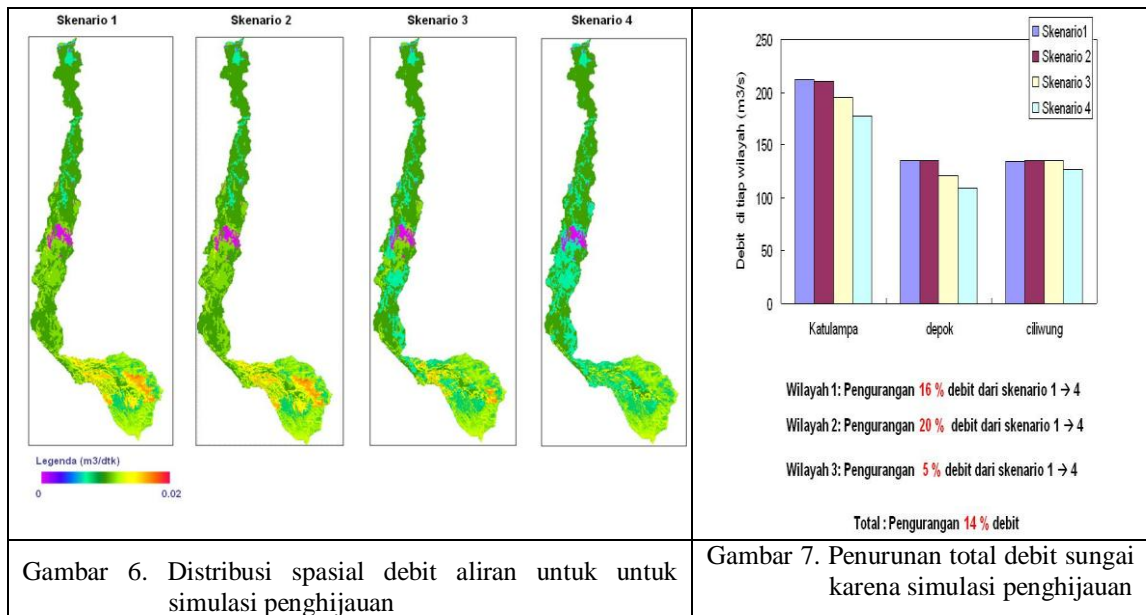 Skenario 1
Skenario 2
Skenario 3
Skenario 4
Legenda (m3/dtk)
0
0.02
Gambar 6. Distribusi spasial debit aliran untuk untuk
simulasi penghijauan
Debit di tiap wilayah (m3/s)
250
200
150
100
50
0
Skenario1
Skenario 2
Skenario 3
Skenario 4
Katulampa
depok
ciliwung
Wilayah 1: Pengurangan 16 % debit dari skenario 1 → 4
Wilayah 2: Pengurangan 20 % debit dari skenario 1 → 4
Wilayah 3: Pengurangan 5 % debit dari skenario 1 → 4
Total : Pengurangan 14 % debit
Gambar 7. Penurunan total debit sungai
karena simulasi penghijauan